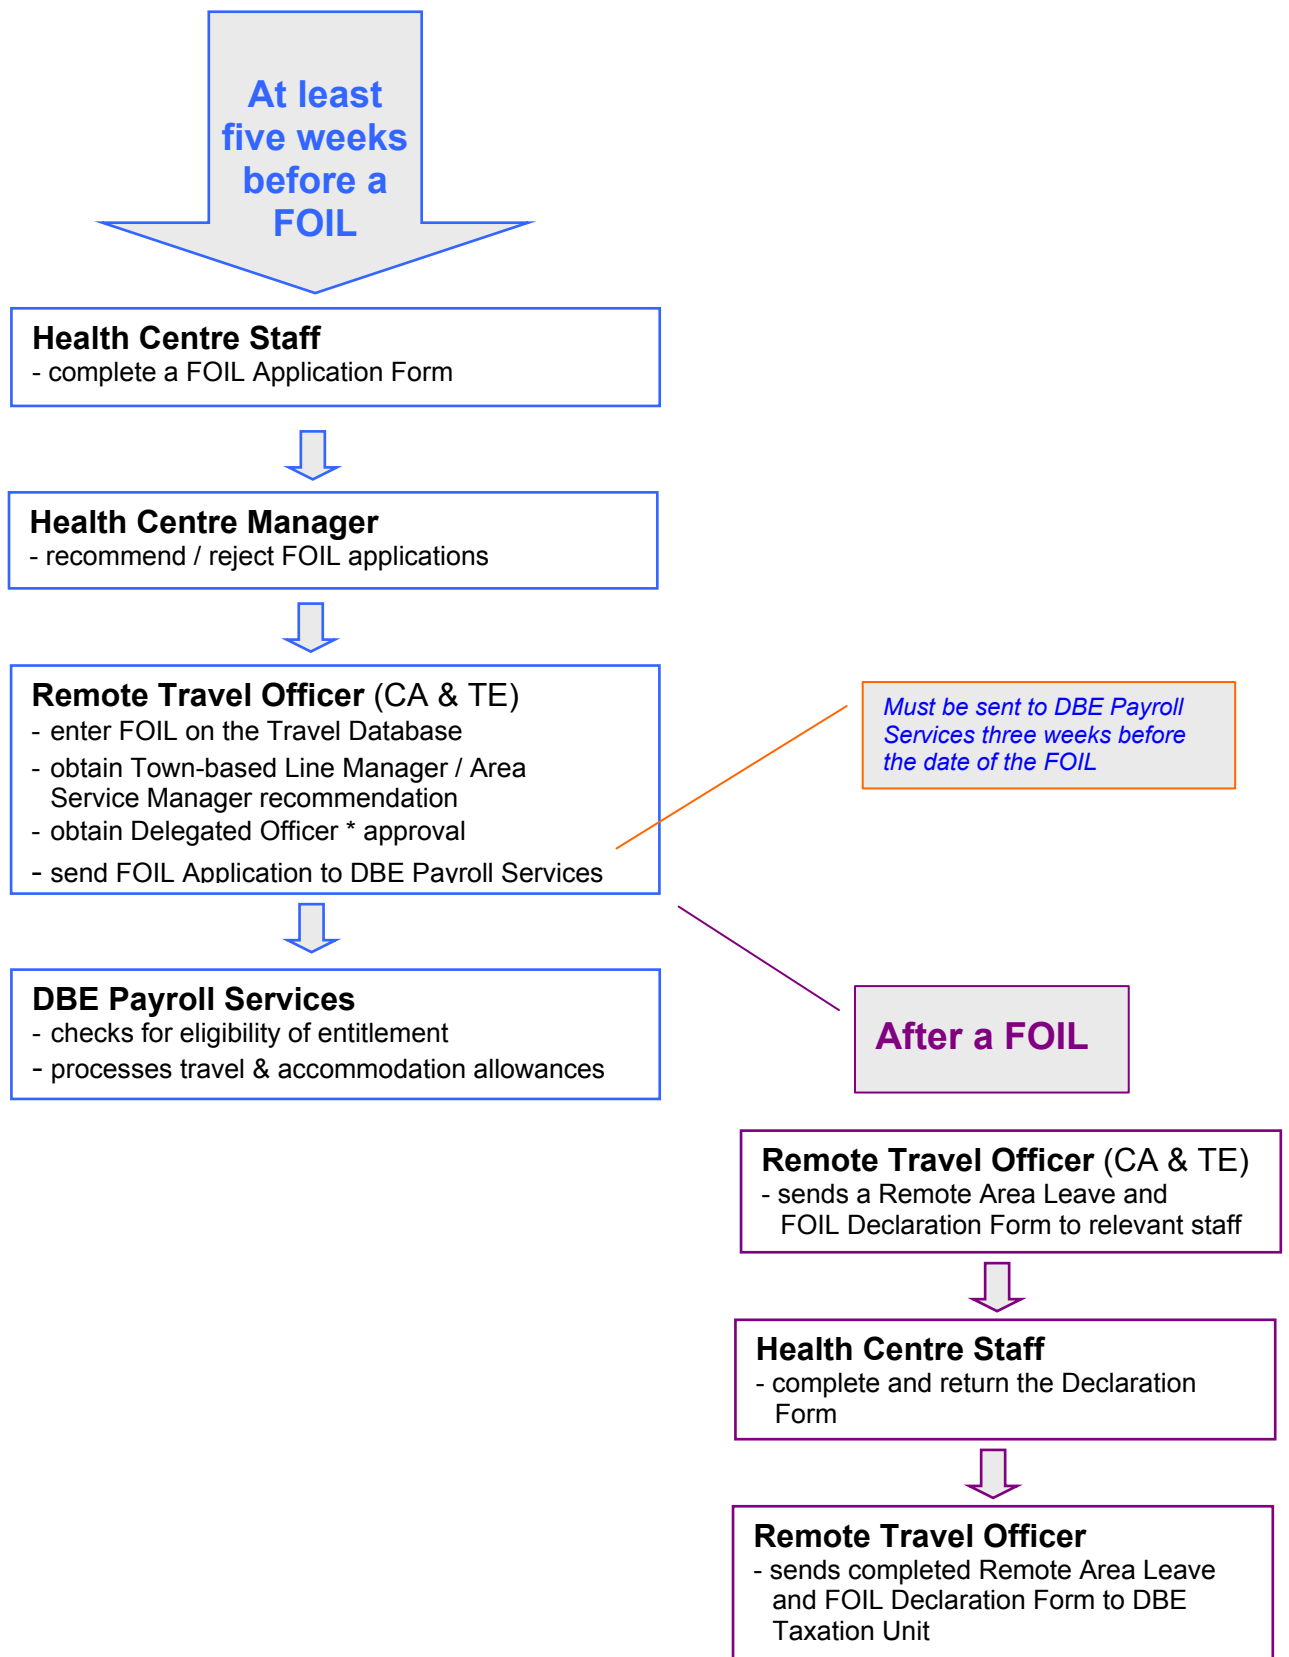 At least
five weeks
before a
FOIL
Health Centre Staff
- complete a FOIL Application Form
Health Centre Manager
- recommend / reject FOIL applications
Remote Travel Officer (CA & TE)
- enter FOIL on the Travel Database
- obtain Town-based Line Manager / Area
Service Manager recommendation
- obtain Delegated Officer * approval
- send FOIL Application to DBE Payroll Services
Must be sent to DBE Payroll
Services three weeks before
the date of the FOIL
DBE Payroll Services
- checks for eligibility of entitlement
- processes travel & accommodation allowances
After a FOIL
Remote Travel Officer (CA & TE)
- sends a Remote Area Leave and
FOIL Declaration Form to relevant staff
Health Centre Staff
- complete and return the Declaration
Form
Remote Travel Officer
- sends completed Remote Area Leave
and FOIL Declaration Form to DBE
Taxation Unit